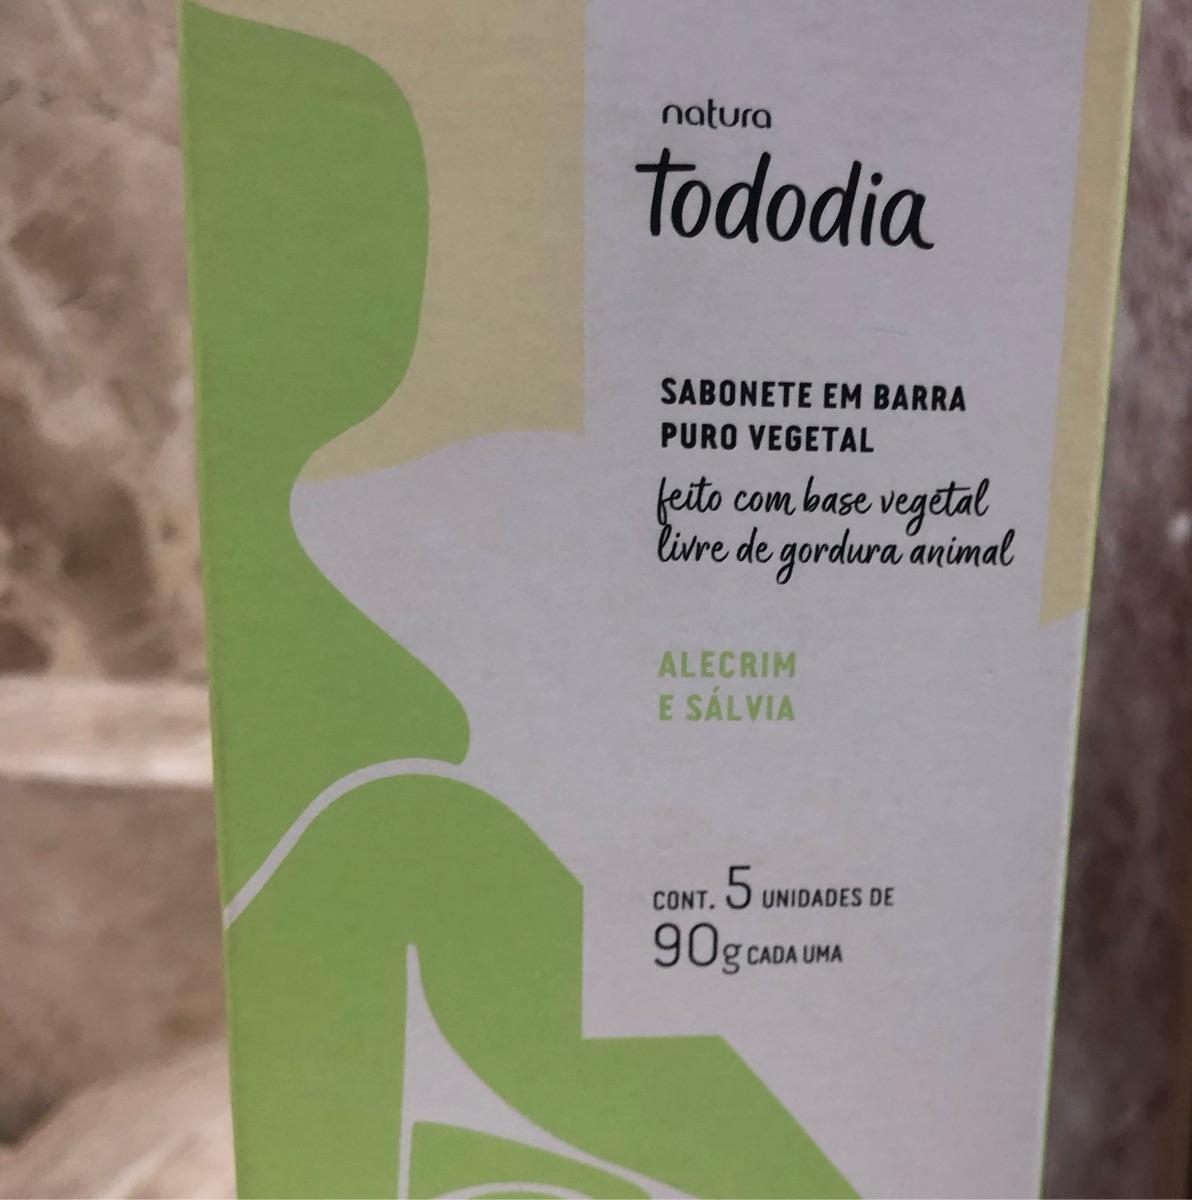 natura
tododia
SABONETE EM BARRA
PURO VEGETAL
feito com base vegetal
livre de gordura animal
ALECRIM
E SÁLVIA
CONT. 5 UNIDADES DE
90g CADA UMA